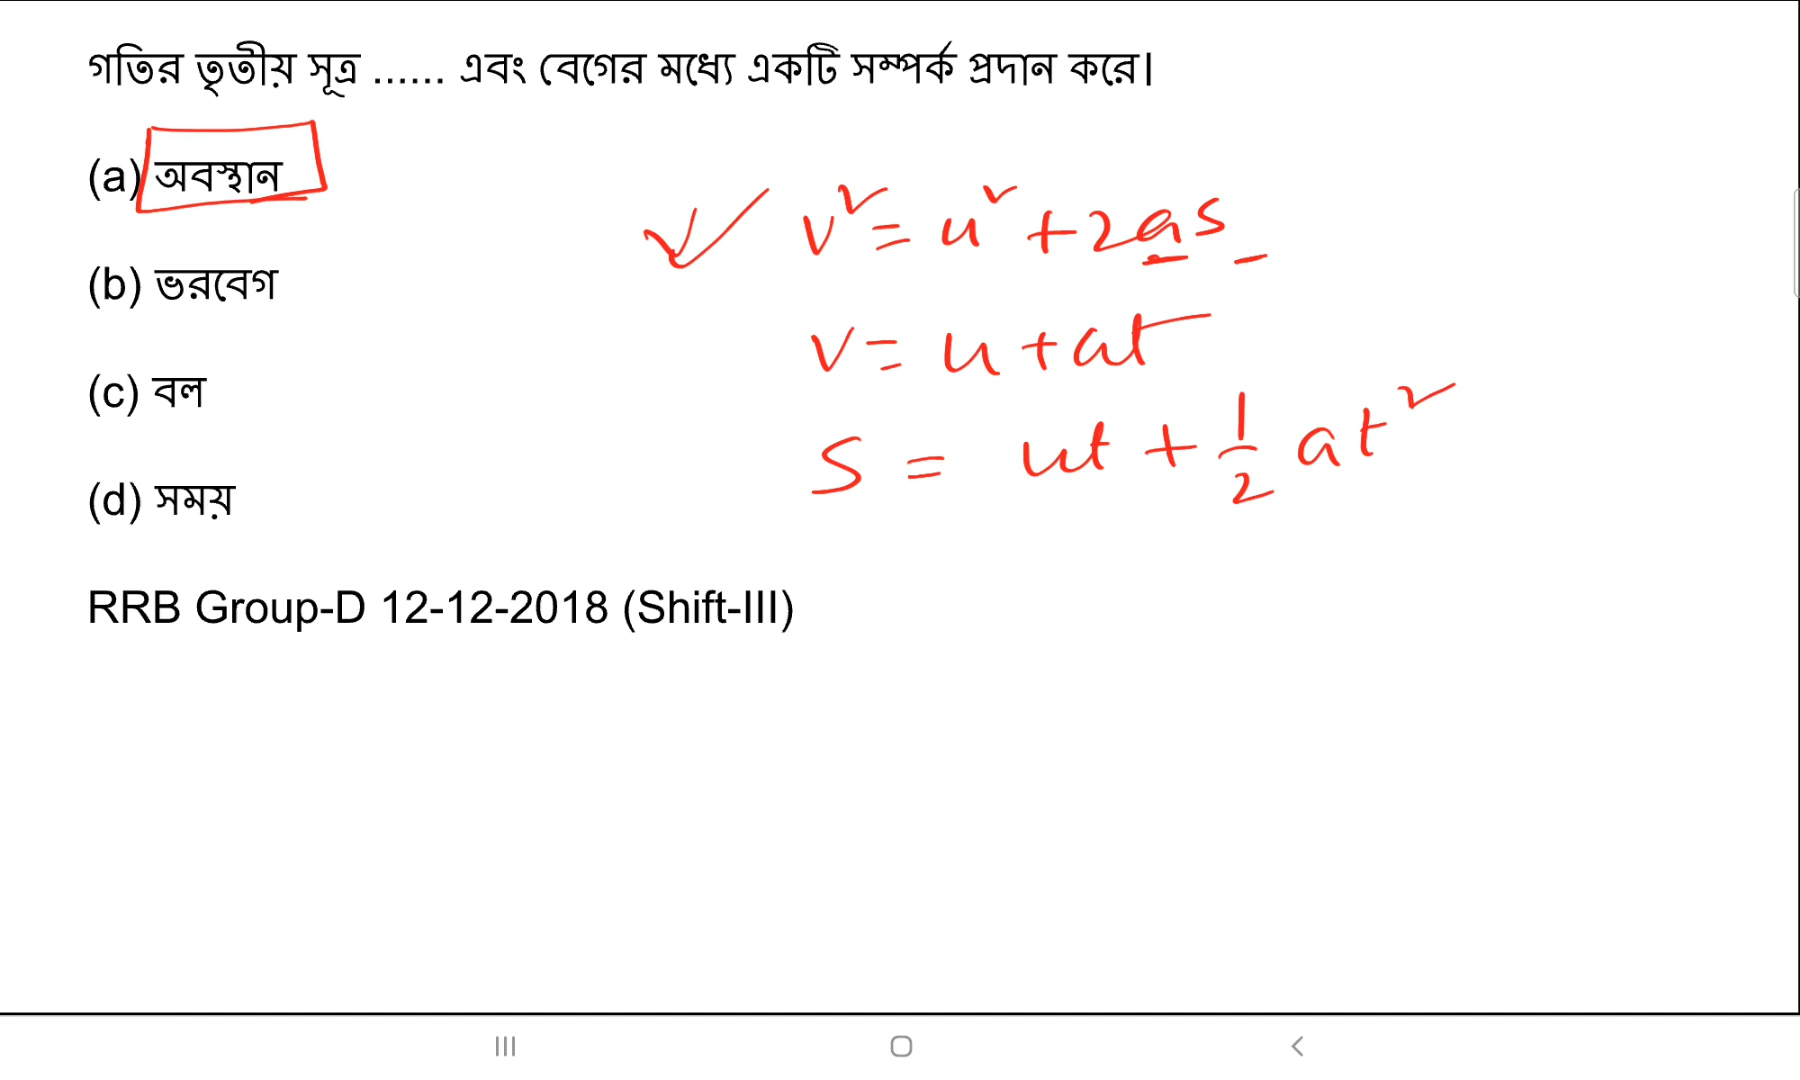 গতির তৃতীয় সূত্র ...... এবং বেগের মধ্যে একটি সম্পর্ক প্রদান করে।
(a) অবস্থান
(b) ভরবেগ
(c) বল
(d) সময়
RRB Group-D 12-12-2018 (Shift-III)
v² = u² + 2as
v = u + at
S = ut + 1/2 at²